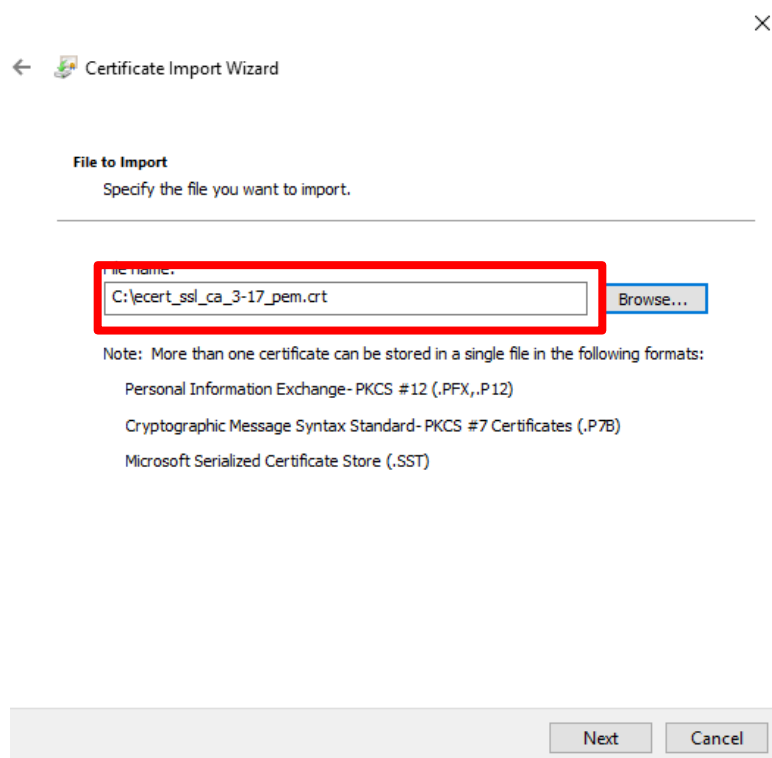 Certificate Import Wizard
File to Import
Specify the file you want to import.
File name:
C:\ecert_ssl_ca_3-17_pem.crt
Browse...
Note: More than one certificate can be stored in a single file in the following formats:
Personal Information Exchange- PKCS #12 (.PFX,.P12)
Cryptographic Message Syntax Standard- PKCS #7 Certificates (.P7B)
Microsoft Serialized Certificate Store (.SST)
Next
Cancel